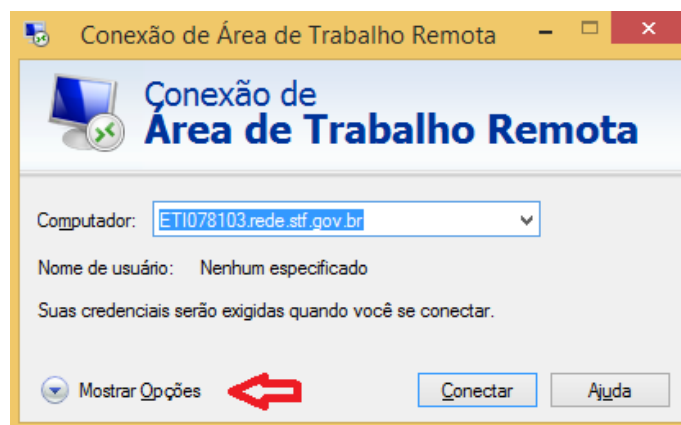 Conexão de Área de Trabalho Remota
Conexão de
Área de Trabalho Remota
Computador: ETI078103.rede.stf.gov.br
Nome de usuário: Nenhum especificado
Suas credenciais serão exigidas quando você se conectar.
Mostrar Opções Conectar Ajuda